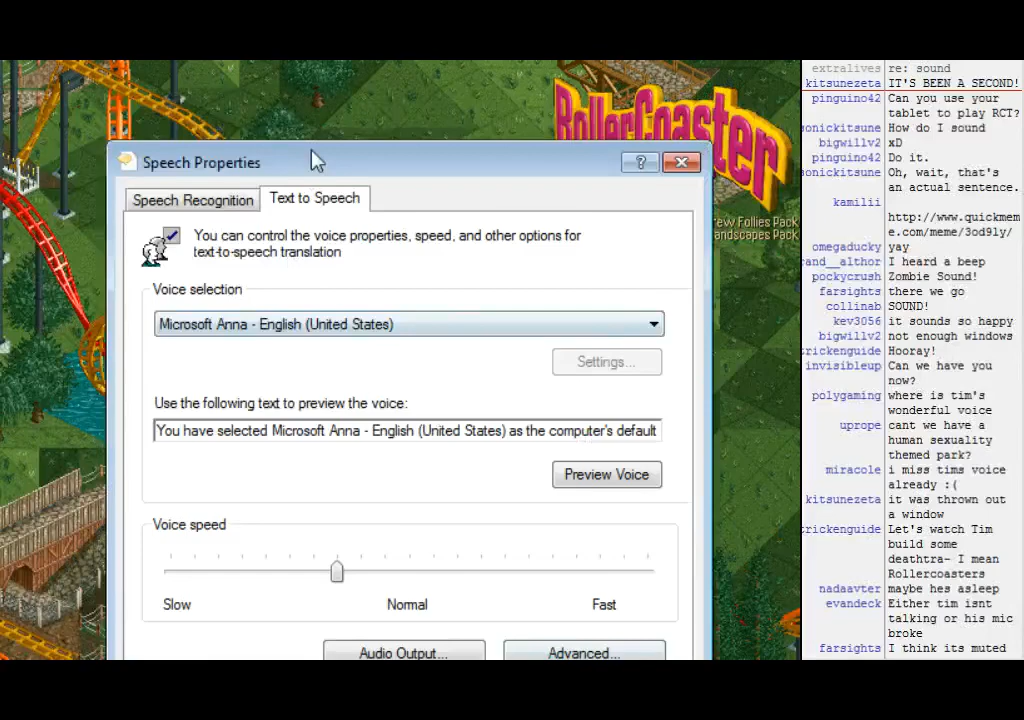 RollerCoaster
rew Follies Pack
andscapes Pack
Speech Properties
?
Speech Recognition
Text to Speech
You can control the voice properties, speed, and other options for
text-to-speech translation
Voice selection
Microsoft Anna - English (United States)
Settings...
Use the following text to preview the voice:
You have selected Microsoft Anna - English (United States) as the computer's default
Preview Voice
Voice speed
Slow Normal Fast
Audio Output... Advanced...
extralives re: sound
kitsunezeta IT'S BEEN A SECOND!
pinguino42 Can you use your
tablet to play RCT?
sonickitsune How do I sound
bigwillv2 xD
pinguino42 Do it.
sonickitsune Oh, wait, that's
an actual sentence.
kamilii
http://www.quickmem
e.com/meme/3od9ly/
omegaducky yay
rand__althor I heard a beep
pockycrush Zombie Sound!
farsights there we go
collinab SOUND!
kev3056 it sounds so happy
bigwillv2 not enough windows
rickenguide Hooray!
invisibleup Can we have you
now?
polygaming where is tim's
wonderful voice
uprope cant we have a
human sexuality
themed park?
miracole i miss tims voice
already :(
kitsunezeta it was thrown out
a window
rickenguide Let's watch Tim
build some
deathtra- I mean
Rollercoasters
nadaavter maybe hes asleep
evandeck Either tim isnt
talking or his mic
broke
farsights I think its muted